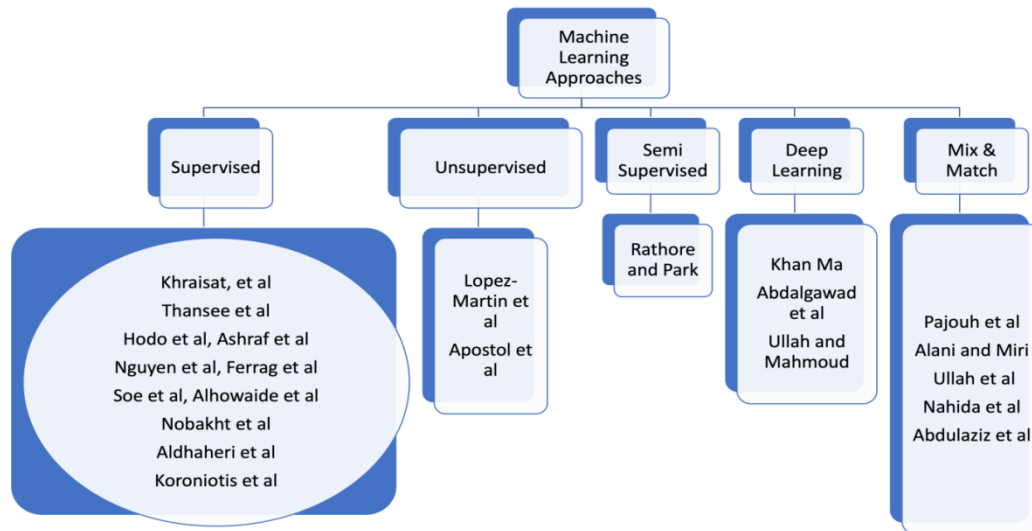 Machine
Learning
Approaches
Supervised
Unsupervised
Semi
Supervised
Deep
Learning
Mix &
Match
Khraisat, et al
Thansee et al
Hodo et al, Ashraf et al
Nguyen et al, Ferrag et al
Soe et al, Alhowaide et al
Nobakht et al
Aldhaheri et al
Koroniotis et al
Lopez-
Martin et
al
Apostol et
al
Rathore
and Park
Khan Ma
Abdalgawad
et al
Ullah and
Mahmoud
Pajouh et al
Alani and Miri
Ullah et al
Nahida et al
Abdulaziz et al